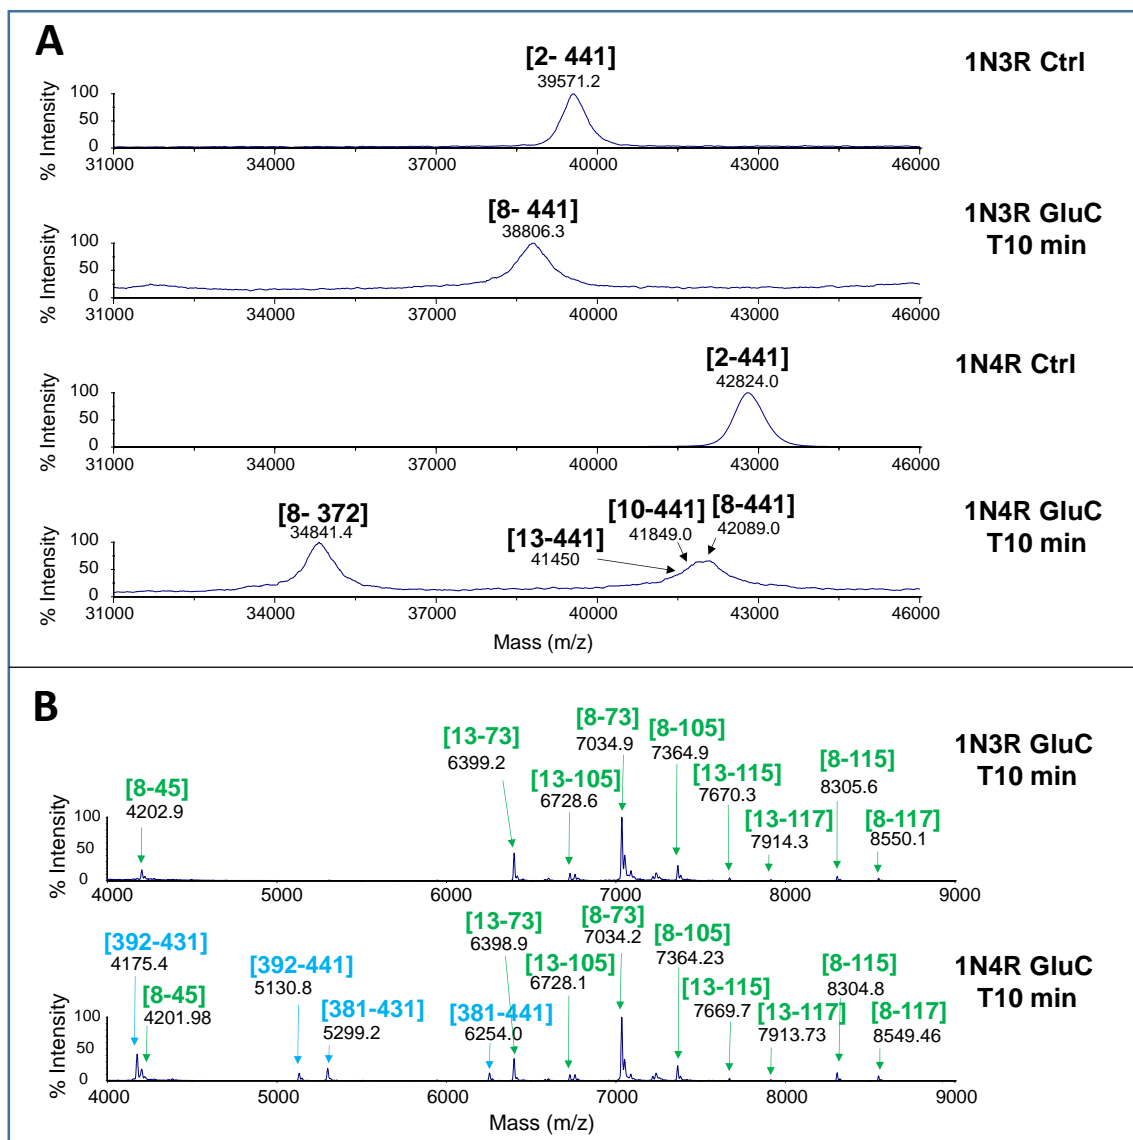 A
[2- 441]
39571.2
1N3R Ctrl
% Intensity
100
50
0
31000 34000 37000 40000 43000 46000
[8- 441]
38806.3
1N3R GluC
T10 min
% Intensity
100
50
0
31000 34000 37000 40000 43000 46000
[2-441]
42824.0
1N4R Ctrl
% Intensity
100
50
0
31000 34000 37000 40000 43000 46000
[8- 372]
34841.4
[13-441]
41450
[10-441]
41849.0
[8-441]
42089.0
1N4R GluC
T10 min
% Intensity
100
50
0
31000 34000 37000 40000 43000 46000
Mass (m/z)
B
[8-45]
4202.9
[13-73]
6399.2
[13-105]
6728.6
[8-73]
7034.9
[8-105]
7364.9
[13-115]
7670.3
[13-117]
7914.3
[8-115]
8305.6
[8-117]
8550.1
1N3R GluC
T10 min
% Intensity
100
50
0
4000 5000 6000 7000 8000 9000
[392-431]
4175.4
[8-45]
4201.98
[392-441]
5130.8
[381-431]
5299.2
[381-441]
6254.0
[13-73]
6398.9
[13-105]
6728.1
[8-73]
7034.2
[8-105]
7364.23
[13-115]
7669.7
[13-117]
7913.73
[8-115]
8304.8
[8-117]
8549.46
1N4R GluC
T10 min
% Intensity
100
50
0
4000 5000 6000 7000 8000 9000
Mass (m/z)